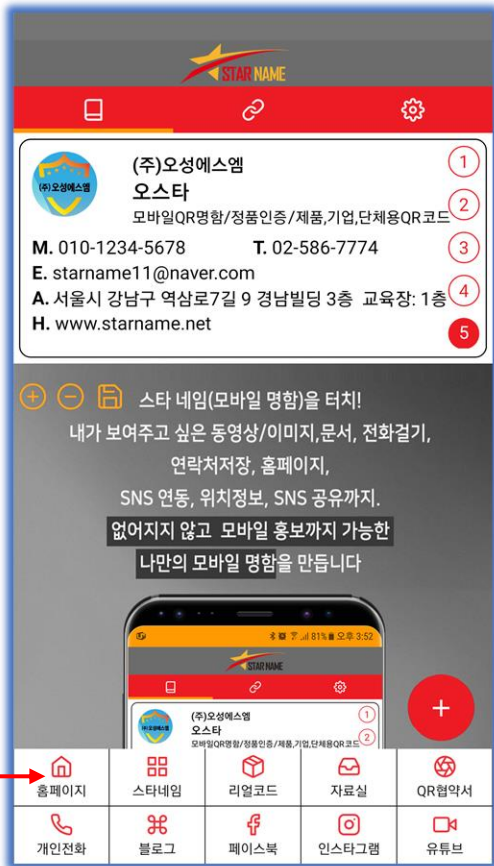 STAR NAME
(주)오성에스엠
(주)오성에스엠
오스타
모바일QR명함/정품인증/제품,기업,단체용QR코드
M. 010-1234-5678 T. 02-586-7774
E. starname11@naver.com
A. 서울시 강남구 역삼로7길 9 경남빌딩 3층 교육장: 1층
H. www.starname.net
1
2
3
4
5
스타 네임(모바일 명함)을 터치!
내가 보여주고 싶은 동영상/이미지,문서, 전화걸기,
연락처저장, 홈페이지,
SNS 연동, 위치정보, SNS 공유까지.
없어지지 않고 모바일 홍보까지 가능한
나만의 모바일 명함을 만듭니다
81% 오후 3:52
STAR NAME
(주)오성에스엠
(주)오성에스엠
오스타
모바일QR명함/정품인증/제품,기업,단체용QR코드
1
2
홈페이지 스타네임 리얼코드 자료실 QR협약서
개인전화 블로그 페이스북 인스타그램 유튜브